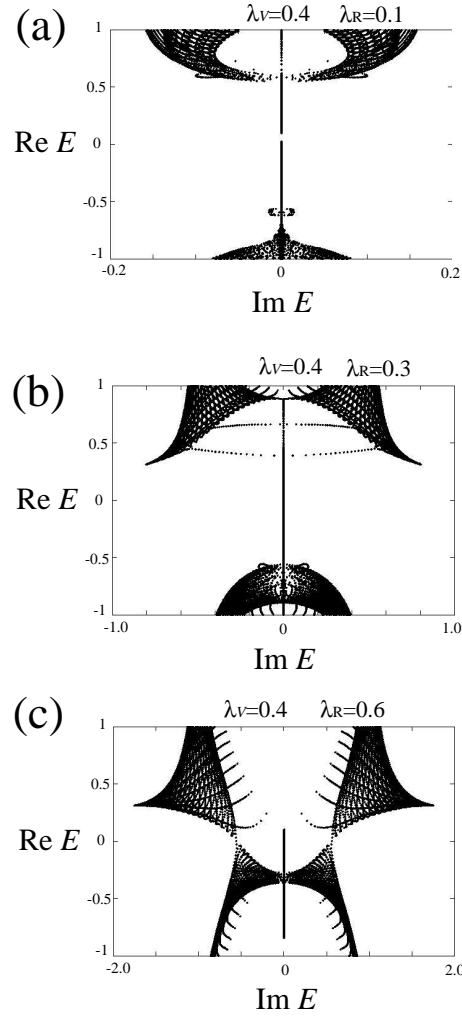 (a)
λV=0.4 λR=0.1
1
0.5
Re E 0
-0.5
-1
-0.2 0 0.2
Im E
(b)
λV=0.4 λR=0.3
1
0.5
Re E 0
-0.5
-1
-1.0 0 1.0
Im E
(c)
λV=0.4 λR=0.6
1
0.5
Re E 0
-0.5
-1
-2.0 0 2.0
Im E